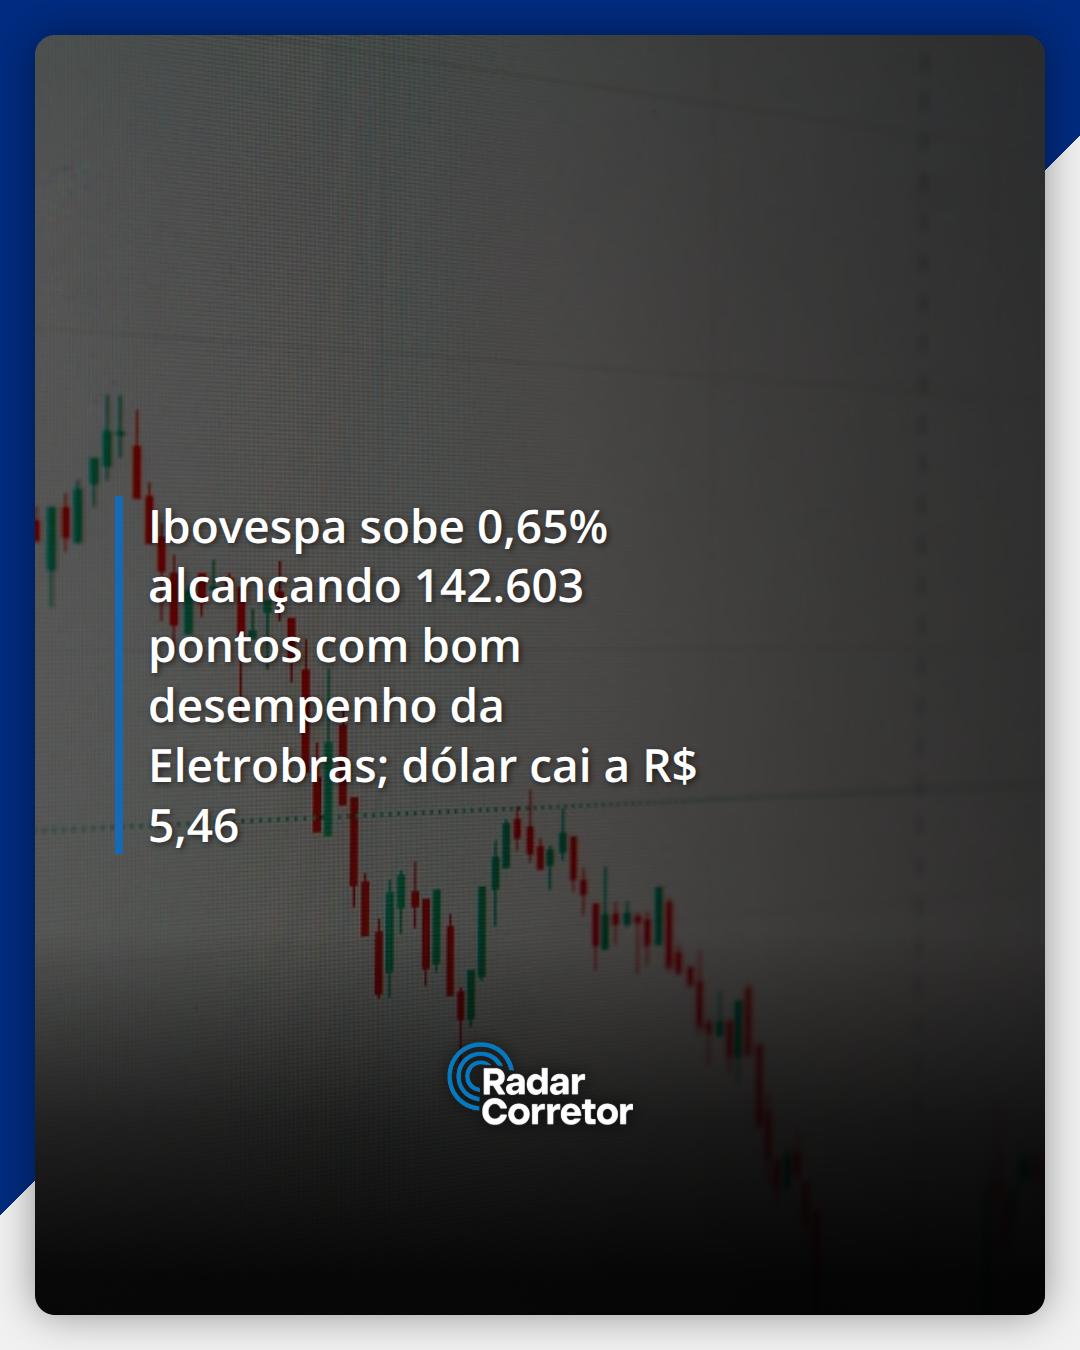 Ibovespa sobe 0,65%
alcançando 142.603
pontos com bom
desempenho da
Eletrobras; dólar cai a R$
5,46
Radar
Corretor